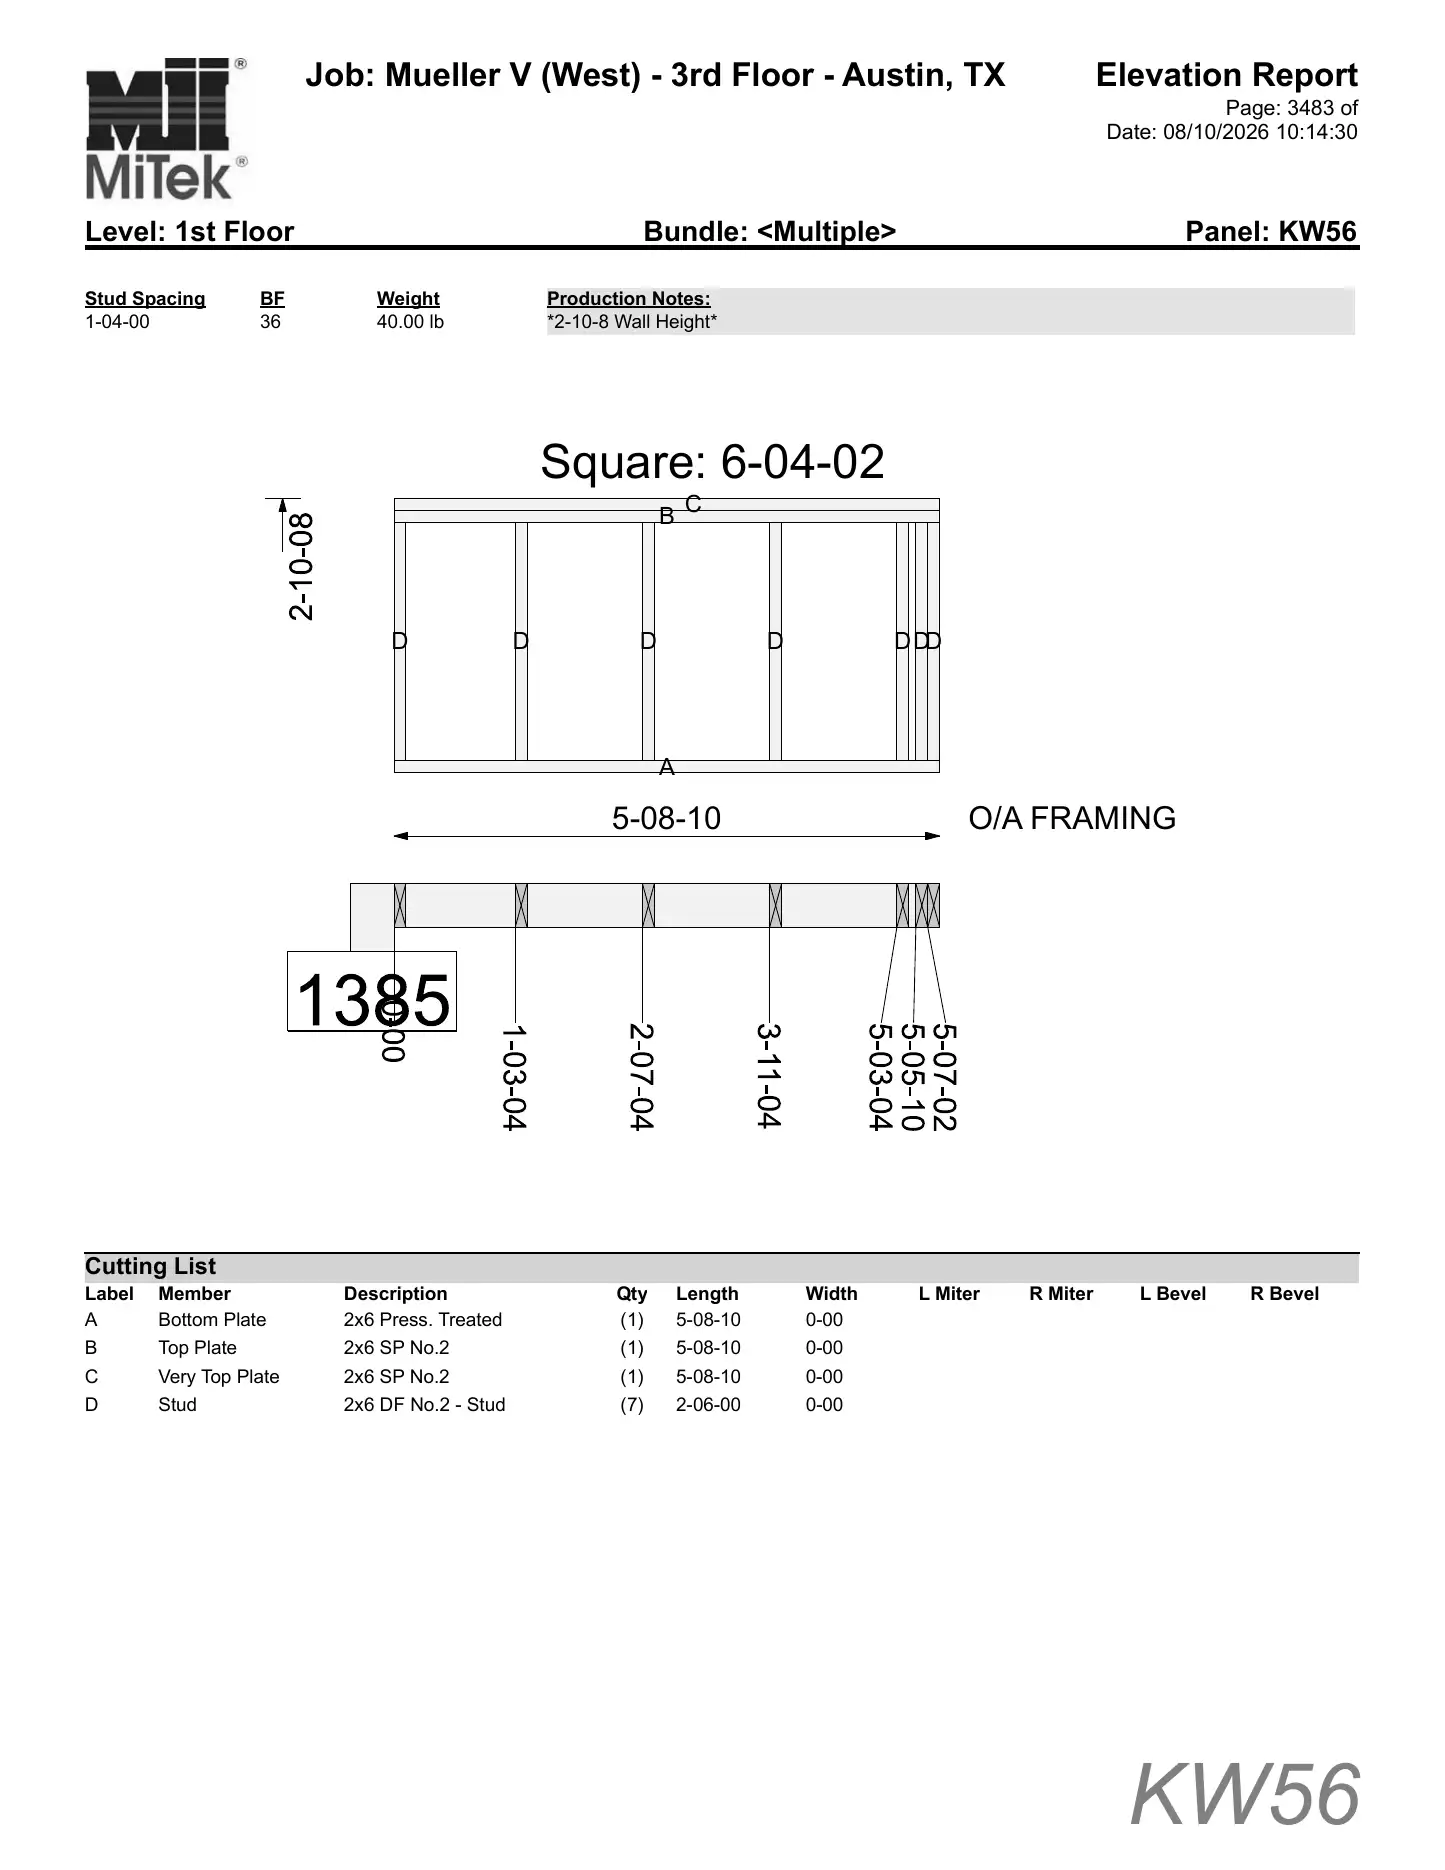 MiTek®
Job: Mueller V (West) - 3rd Floor - Austin, TX
Elevation Report
Page: 3483 of
Date: 08/10/2026 10:14:30
Level: 1st Floor Bundle: <Multiple> Panel: KW56
Stud Spacing BF Weight Production Notes:
1-04-00 36 40.00 lb *2-10-8 Wall Height*
Square: 6-04-02
2-10-08
C
B
D D D D D D D
A
5-08-10 O/A FRAMING
1385
1-03-04 2-07-04 3-11-04 5-03-04 5-05-10 5-07-02
Cutting List
Label Member Description Qty Length Width L Miter R Miter L Bevel R Bevel
A Bottom Plate 2x6 Press. Treated (1) 5-08-10 0-00
B Top Plate 2x6 SP No.2 (1) 5-08-10 0-00
C Very Top Plate 2x6 SP No.2 (1) 5-08-10 0-00
D Stud 2x6 DF No.2 - Stud (7) 2-06-00 0-00
KW56